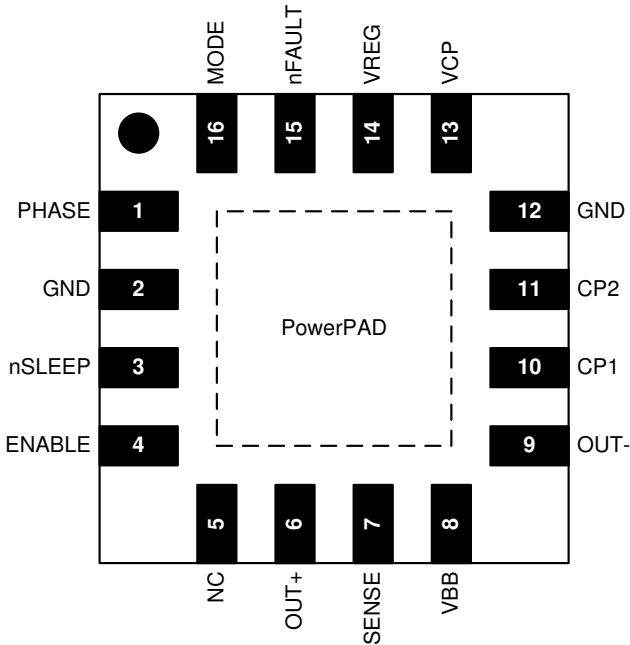 MODE
nFAULT
VREG
VCP
16
15
14
13
PHASE 1
12 GND
GND 2
11 CP2
PowerPAD
nSLEEP 3
10 CP1
ENABLE 4
9 OUT-
5
6
7
8
NC
OUT+
SENSE
VBB